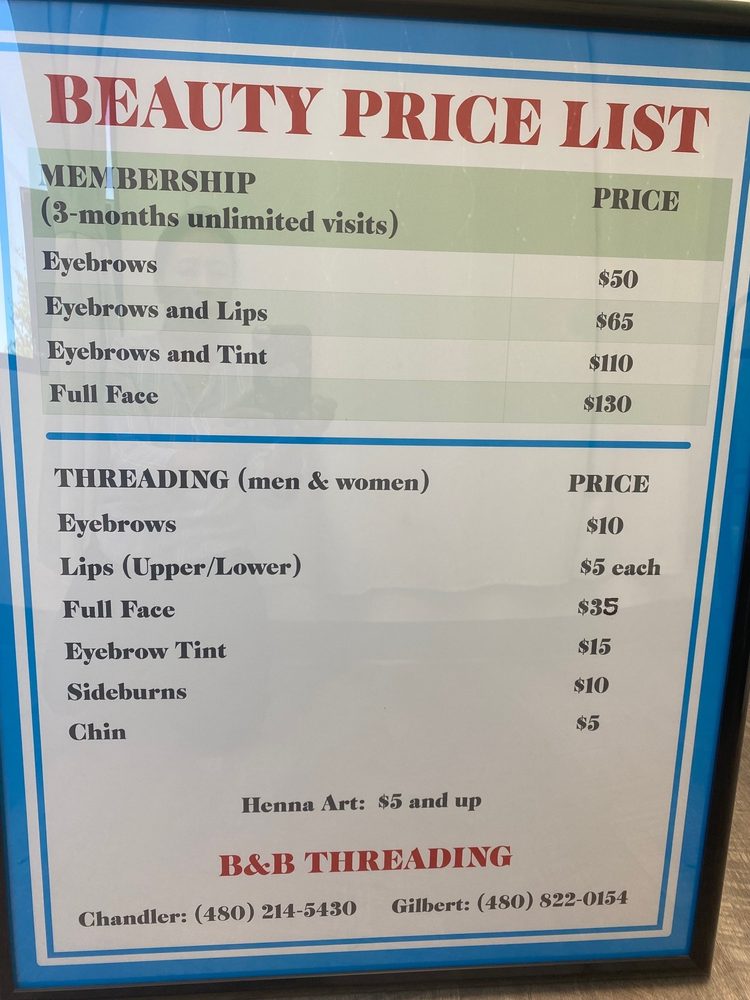 BEAUTY PRICE LIST
MEMBERSHIP
(3-months unlimited visits) PRICE
Eyebrows $50
Eyebrows and Lips $65
Eyebrows and Tint $110
Full Face $130
THREADING (men & women) PRICE
Eyebrows $10
Lips (Upper/Lower) $5 each
Full Face $35
Eyebrow Tint $15
Sideburns $10
Chin $5
Henna Art: $5 and up
B&B THREADING
Chandler: (480) 214-5430 Gilbert: (480) 822-0154